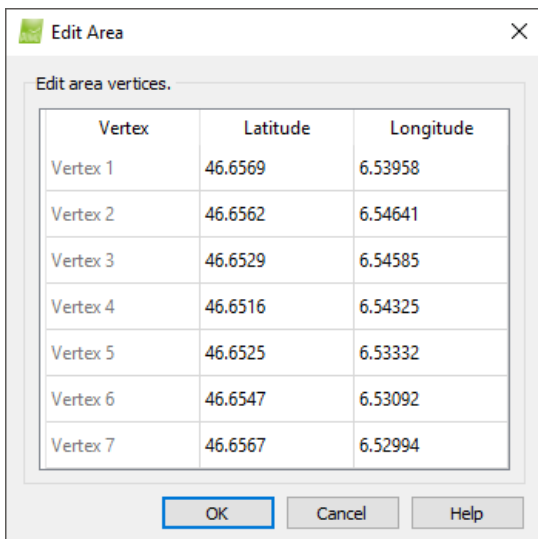 Edit Area
Edit area vertices.
Vertex Latitude Longitude
Vertex 1 46.6569 6.53958
Vertex 2 46.6562 6.54641
Vertex 3 46.6529 6.54585
Vertex 4 46.6516 6.54325
Vertex 5 46.6525 6.53332
Vertex 6 46.6547 6.53092
Vertex 7 46.6567 6.52994
OK Cancel Help